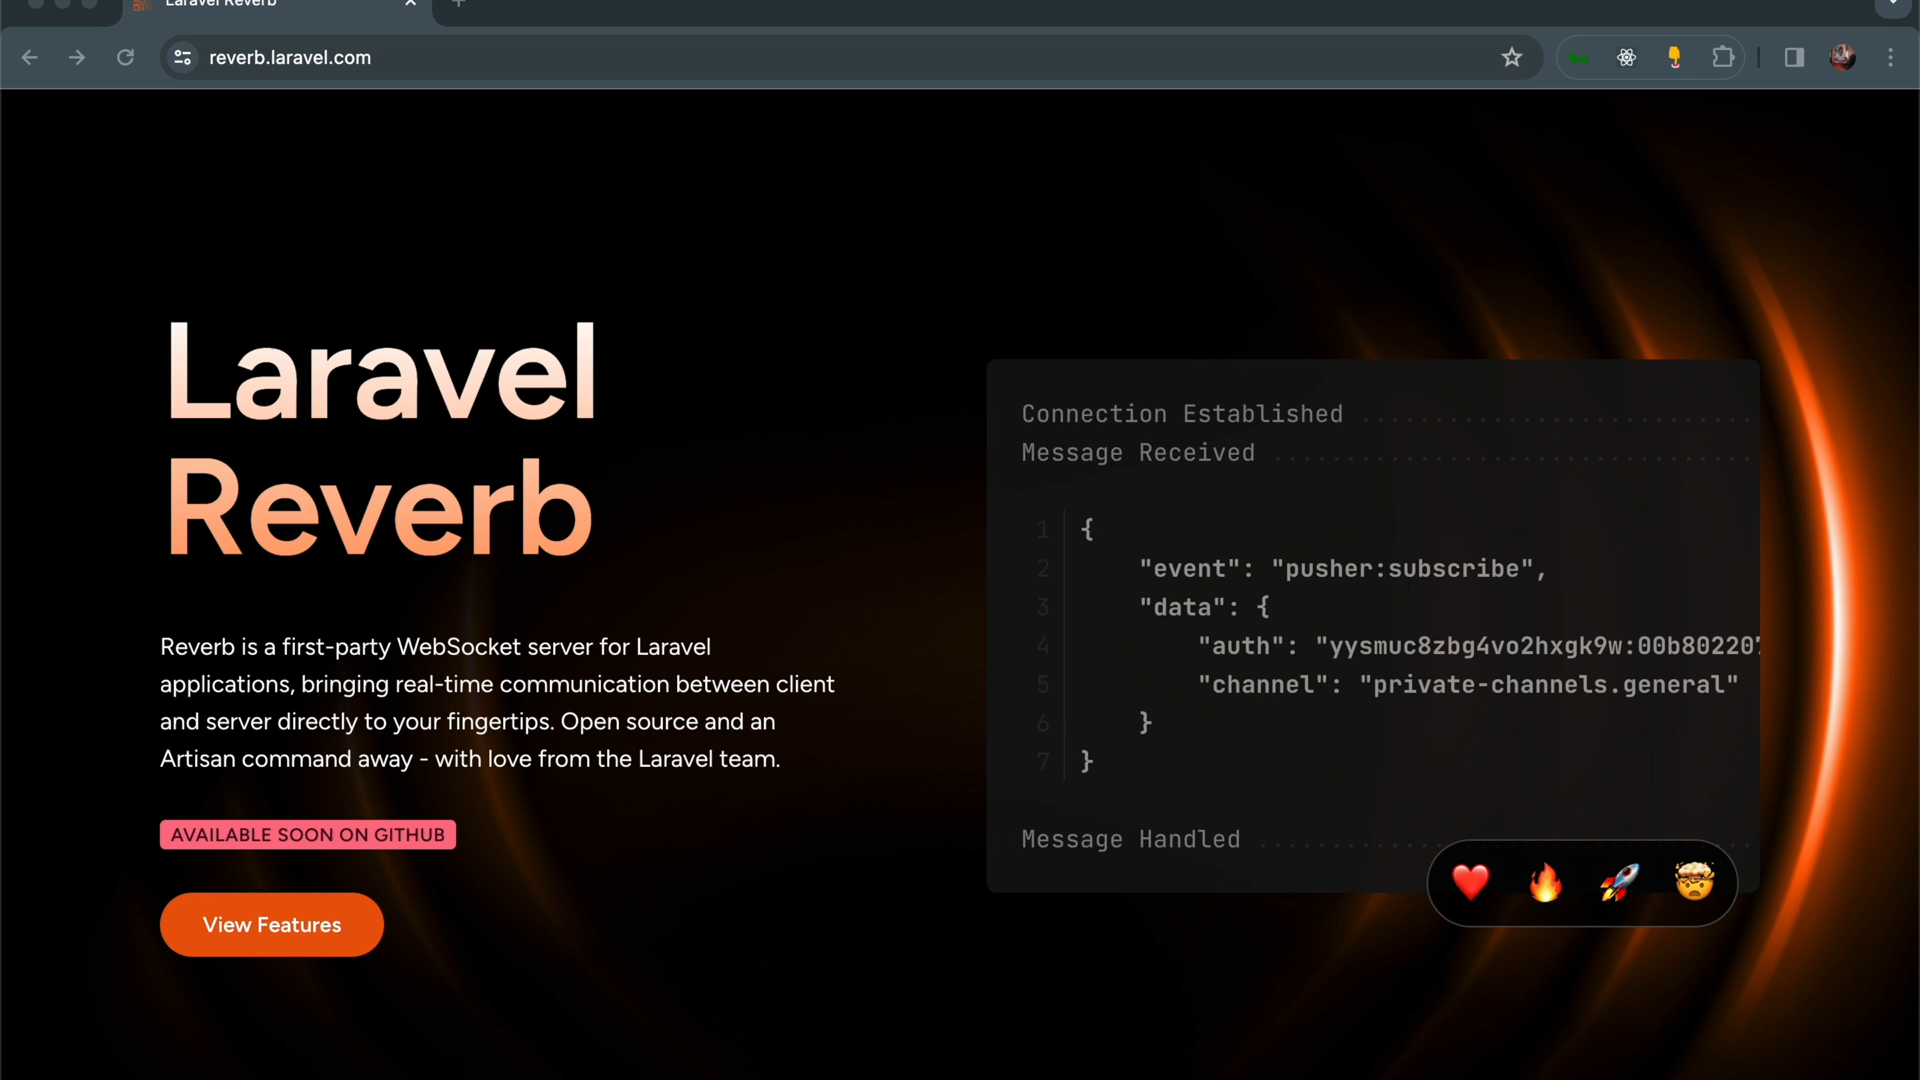 Laravel Reverb
reverb.laravel.com
Laravel
Reverb
Reverb is a first-party WebSocket server for Laravel
applications, bringing real-time communication between client
and server directly to your fingertips. Open source and an
Artisan command away - with love from the Laravel team.
AVAILABLE SOON ON GITHUB
View Features
Connection Established
Message Received
1 {
2 "event": "pusher:subscribe",
3 "data": {
4 "auth": "yysmuc8zbg4vo2hxgk9w:00b80220
5 "channel": "private-channels.general"
6 }
7 }
Message Handled